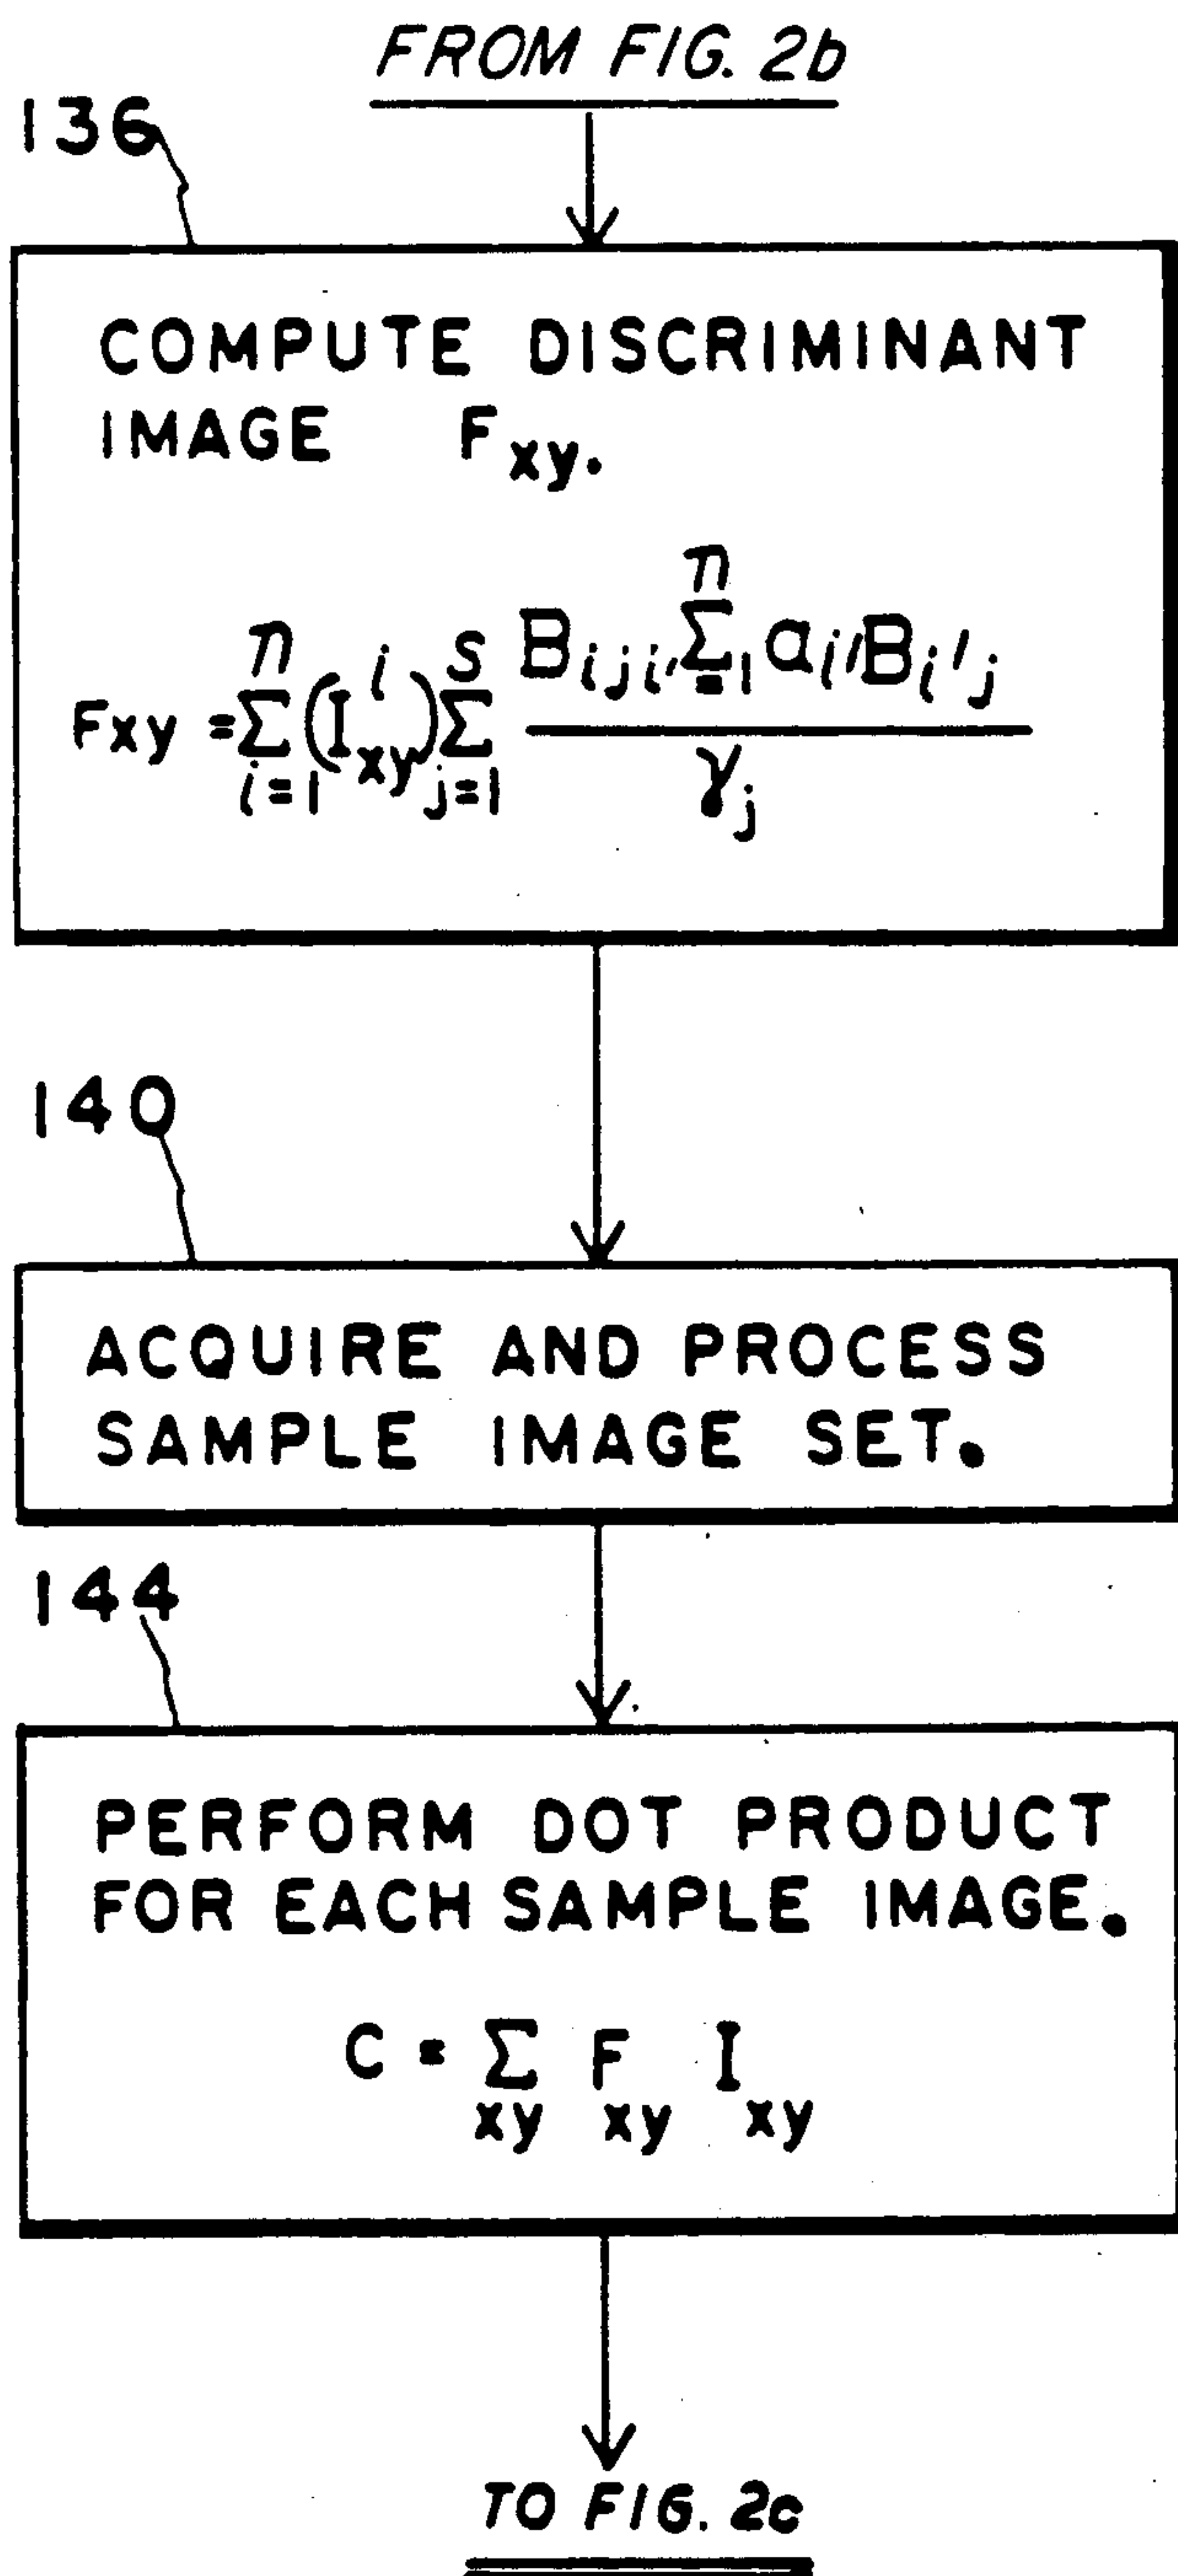 FROM FIG. 2b
136
COMPUTE DISCRIMINANT
IMAGE F_xy.
F_xy = Σ_{i=1}^{n} (I_xy^i) Σ_{j=1}^{S} B_ij Σ_{i'=1}^{n} a_i' B_i'j / γ_j
140
ACQUIRE AND PROCESS
SAMPLE IMAGE SET.
144
PERFORM DOT PRODUCT
FOR EACH SAMPLE IMAGE.
C = Σ_xy F_xy I_xy
TO FIG. 2c